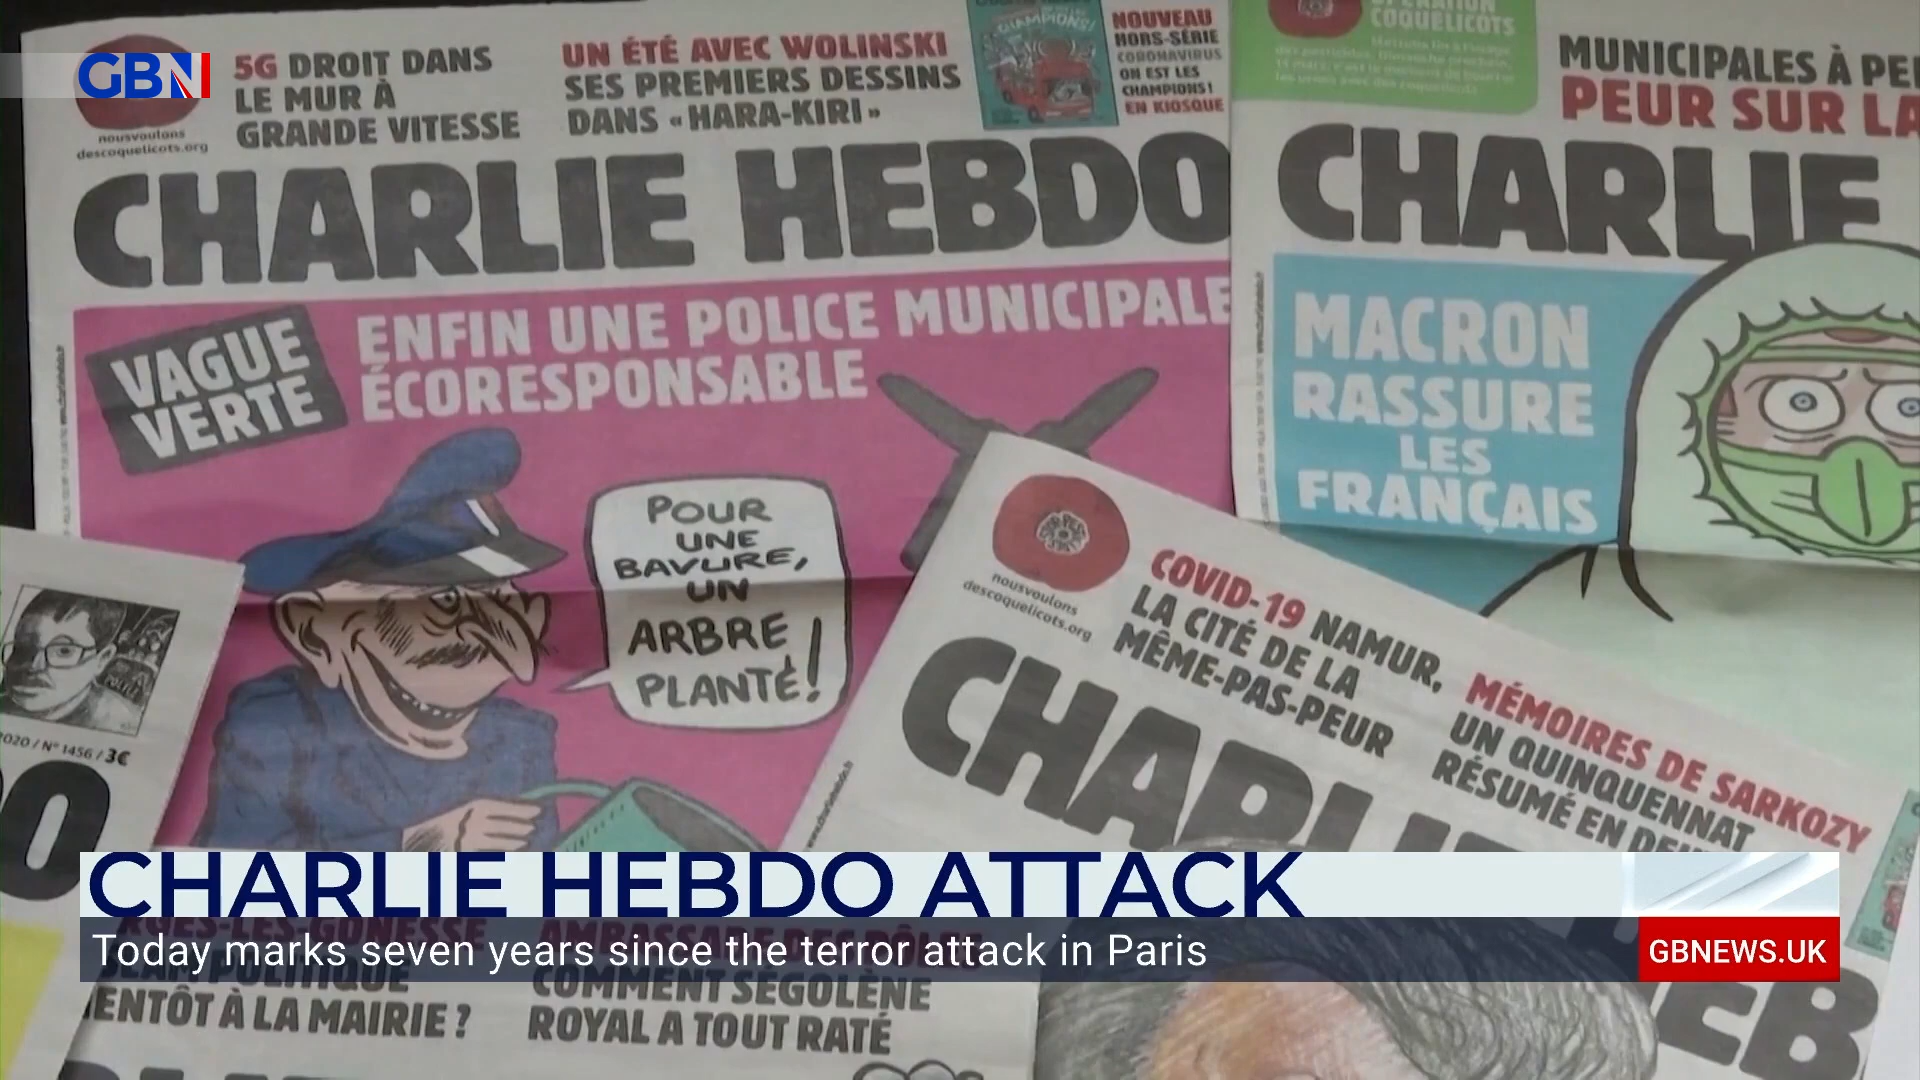 GBN
5G DROIT DANS
LE MUR À
GRANDE VITESSE
nousvoulons
descoquelicots.org
UN ÉTÉ AVEC WOLINSKI
SES PREMIERS DESSINS
DANS «HARA-KIRI»
CHAMPIONS!
NOUVEAU
HORS-SÉRIE
CORONAVIRUS
ON EST LES
CHAMPIONS!
EN KIOSQUE
CHARLIE HEBDO
VAGUE
VERTE
ENFIN UNE POLICE MUNICIPALE
ÉCORESPONSABLE
POUR
UNE
BAVURE,
UN
ARBRE
PLANTÉ!
COQUELICOTS
MUNICIPALES À PE
PEUR SUR LA
CHARLIE
MACRON
RASSURE
LES
FRANÇAIS
nousvoulons
descoquelicots.org
COVID-19 NAMUR,
LA CITÉ DE LA
MÊME-PAS-PEUR
MÉMOIRES DE SARKOZY
UN QUINQUENNAT
RÉSUMÉ EN
CHARLIE
EB
2020 / N° 1456 / 3€
O
CHARLIE HEBDO ATTACK
Today marks seven years since the terror attack in Paris
GBNEWS.UK
IENTÔT À LA MAIRIE ?
COMMENT SÉGOLÈNE
ROYAL A TOUT RATÉ